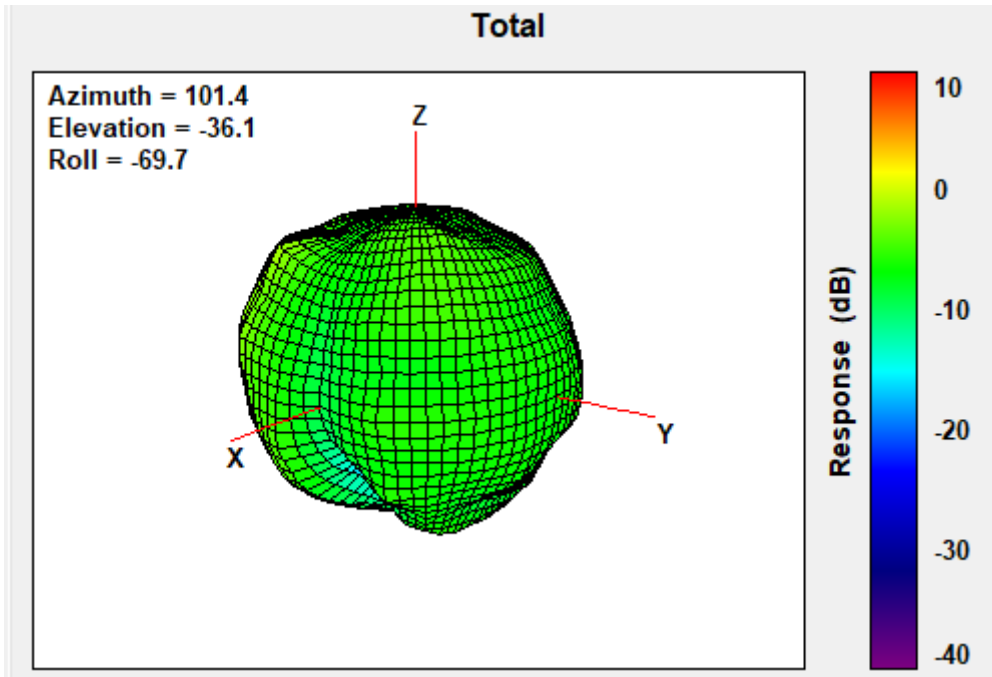 Total
Azimuth = 101.4
Elevation = -36.1
Roll = -69.7
Z
X
Y
10
0
-10
-20
-30
-40
Response (dB)